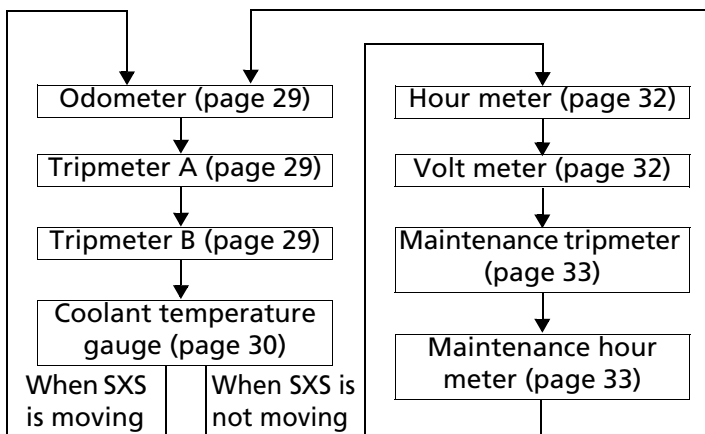 Odometer (page 29)
Tripmeter A (page 29)
Tripmeter B (page 29)
Coolant temperature
gauge (page 30)
When SXS
is moving
When SXS is
not moving
Hour meter (page 32)
Volt meter (page 32)
Maintenance tripmeter
(page 33)
Maintenance hour
meter (page 33)